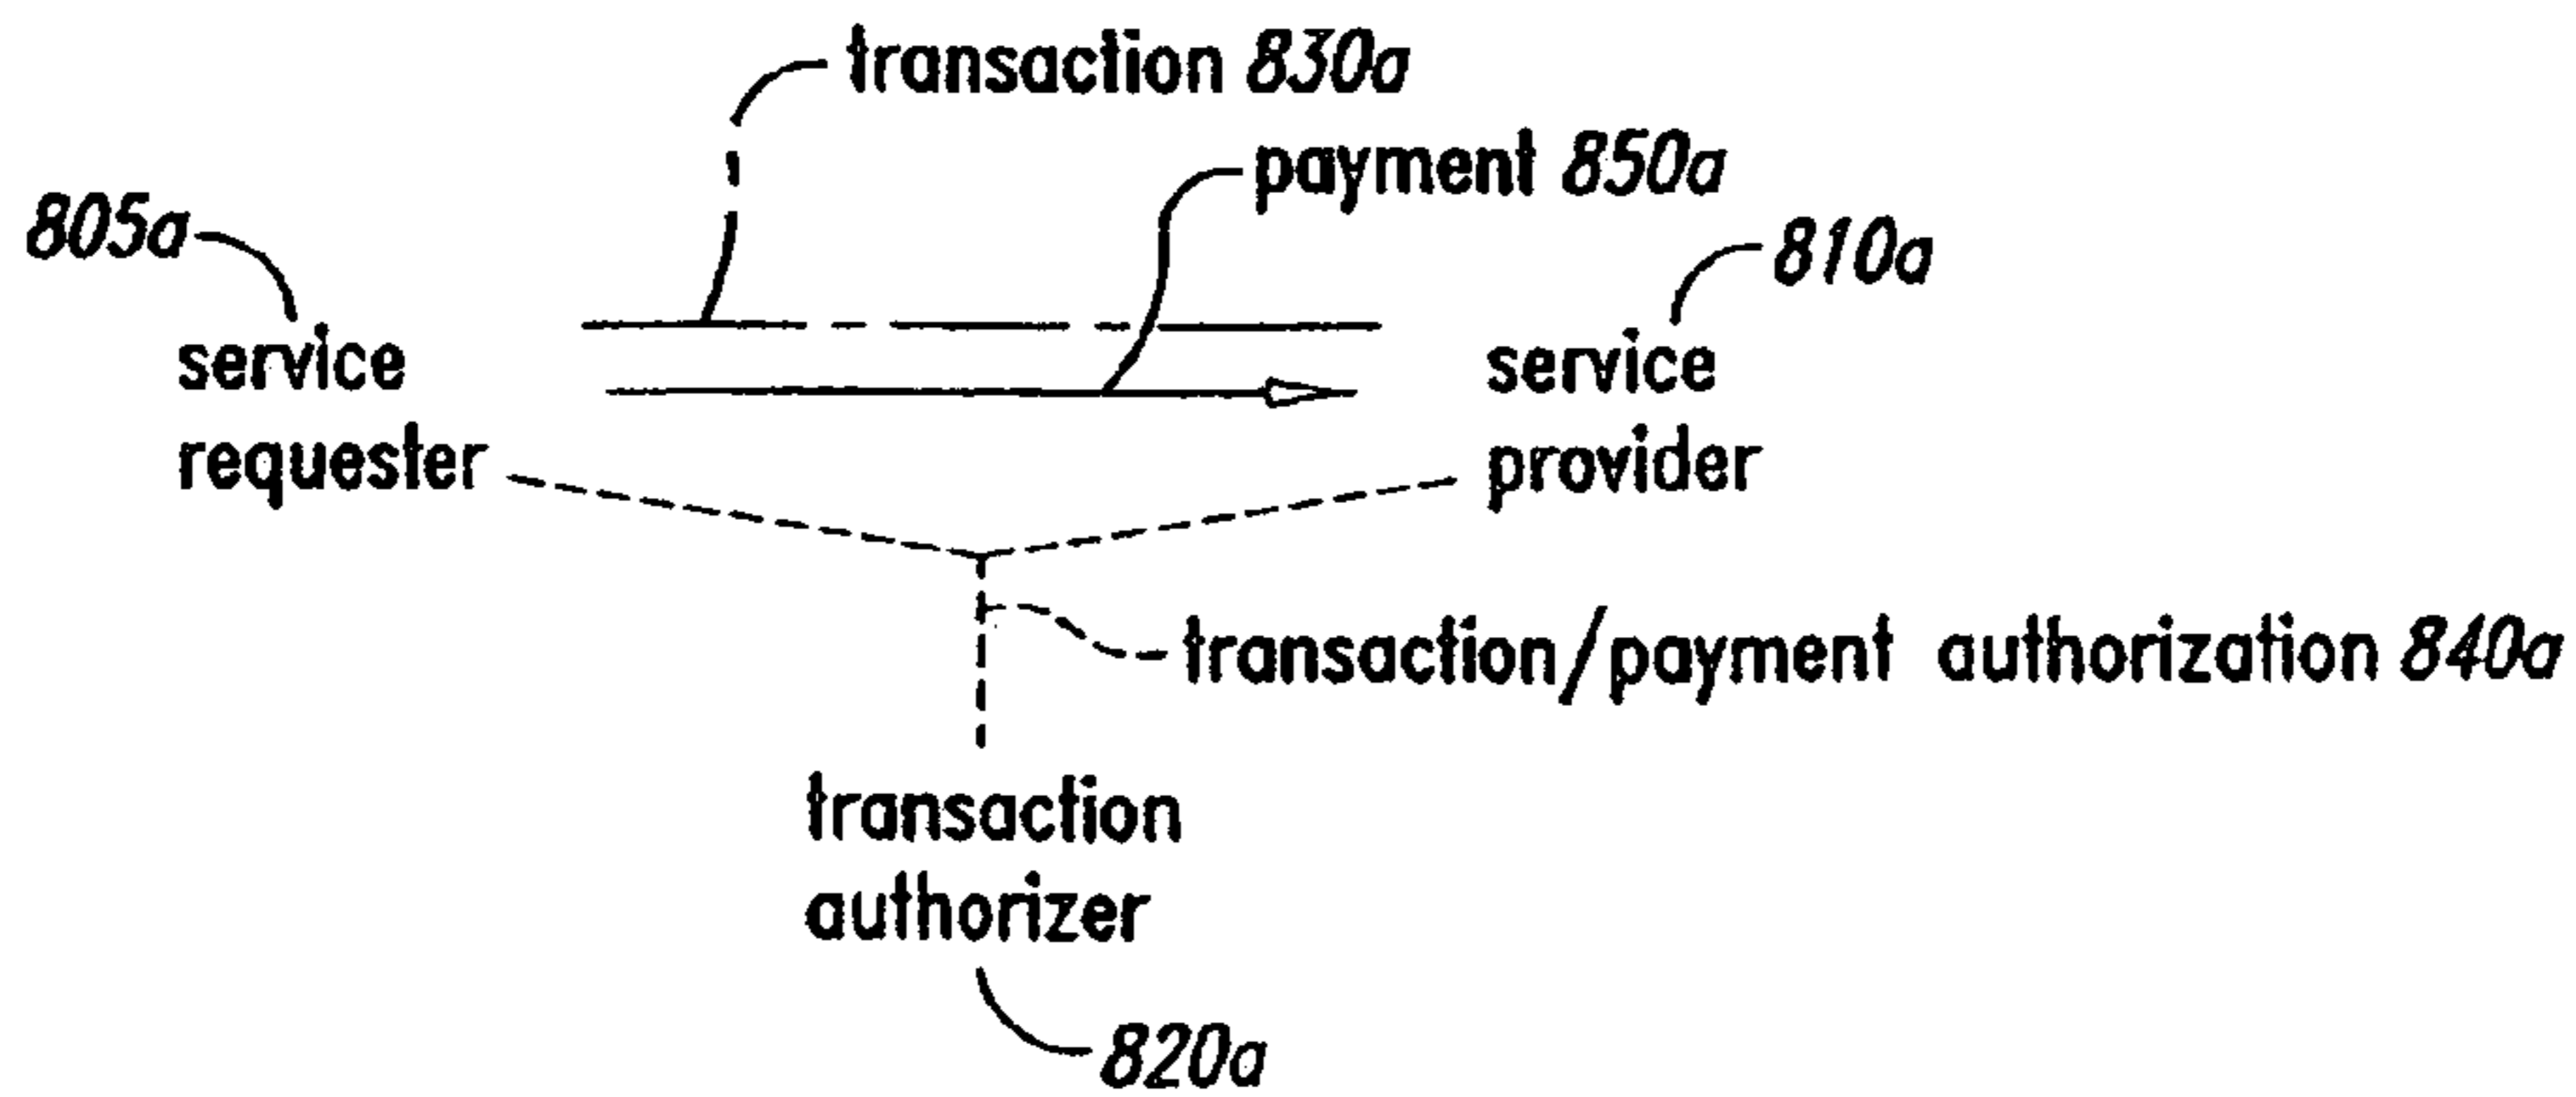 transaction 830a
payment 850a
805a
810a
service
requester
service
provider
transaction/payment authorization 840a
transaction
authorizer
820a